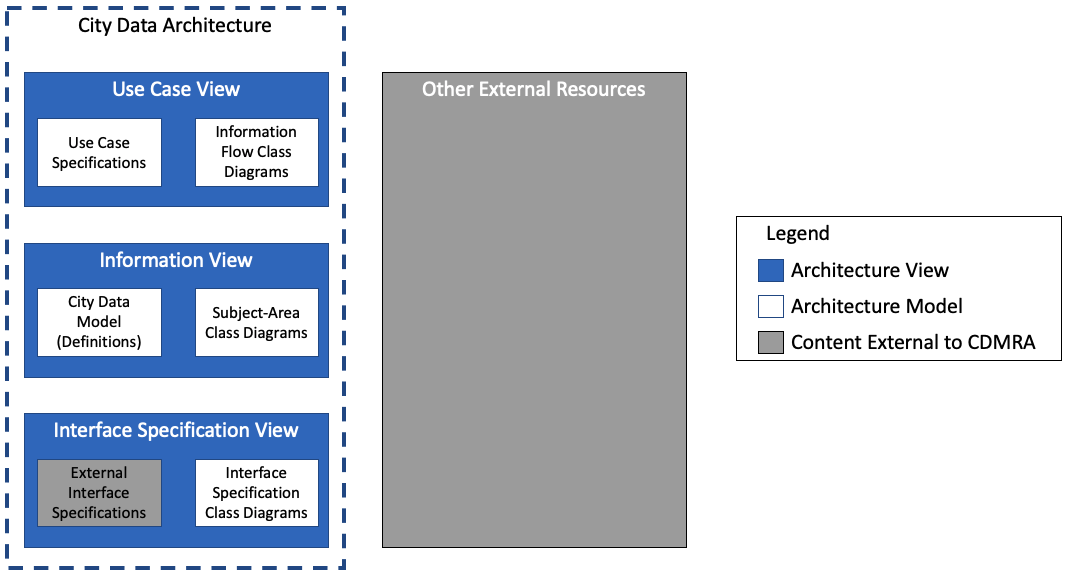 City Data Architecture
Use Case View
Use Case
Specifications
Information
Flow Class
Diagrams
Information View
City Data
Model
(Definitions)
Subject-Area
Class Diagrams
Interface Specification View
External
Interface
Specifications
Interface
Specification
Class Diagrams
Other External Resources
Legend
Architecture View
Architecture Model
Content External to CDMRA